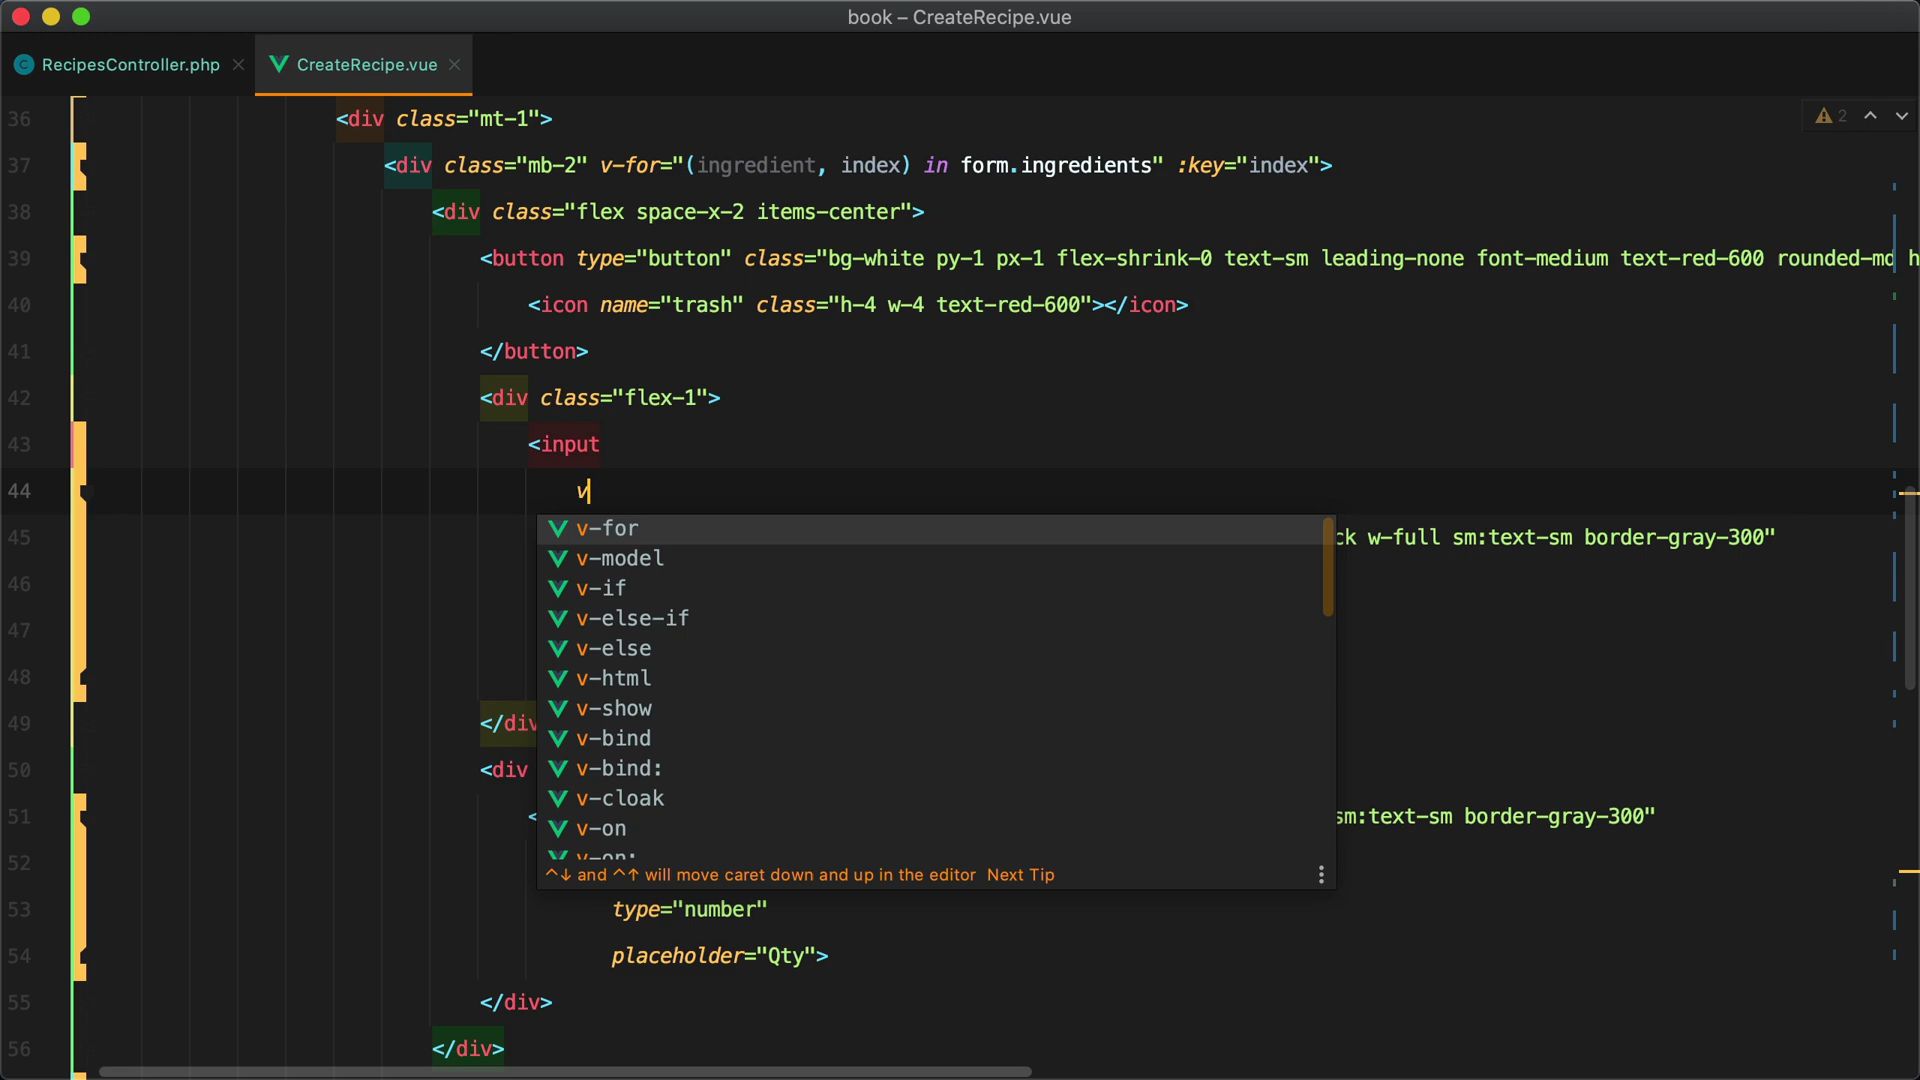 book – CreateRecipe.vue
RecipesController.php
CreateRecipe.vue
2
36 <div class="mt-1">
37 <div class="mb-2" v-for="(ingredient, index) in form.ingredients" :key="index">
38 <div class="flex space-x-2 items-center">
39 <button type="button" class="bg-white py-1 px-1 flex-shrink-0 text-sm leading-none font-medium text-red-600 rounded-md h
40 <icon name="trash" class="h-4 w-4 text-red-600"></icon>
41 </button>
42 <div class="flex-1">
43 <input
44 v
v-for
45 ck w-full sm:text-sm border-gray-300"
v-model
46 v-if
v-else-if
47 v-else
48 v-html
v-show
49 </div
v-bind
50 <div
v-bind:
v-cloak
51 < sm:text-sm border-gray-300"
v-on
52 v-on:
^↓ and ^↑ will move caret down and up in the editor Next Tip
53 type="number"
54 placeholder="Qty">
55 </div>
56 </div>